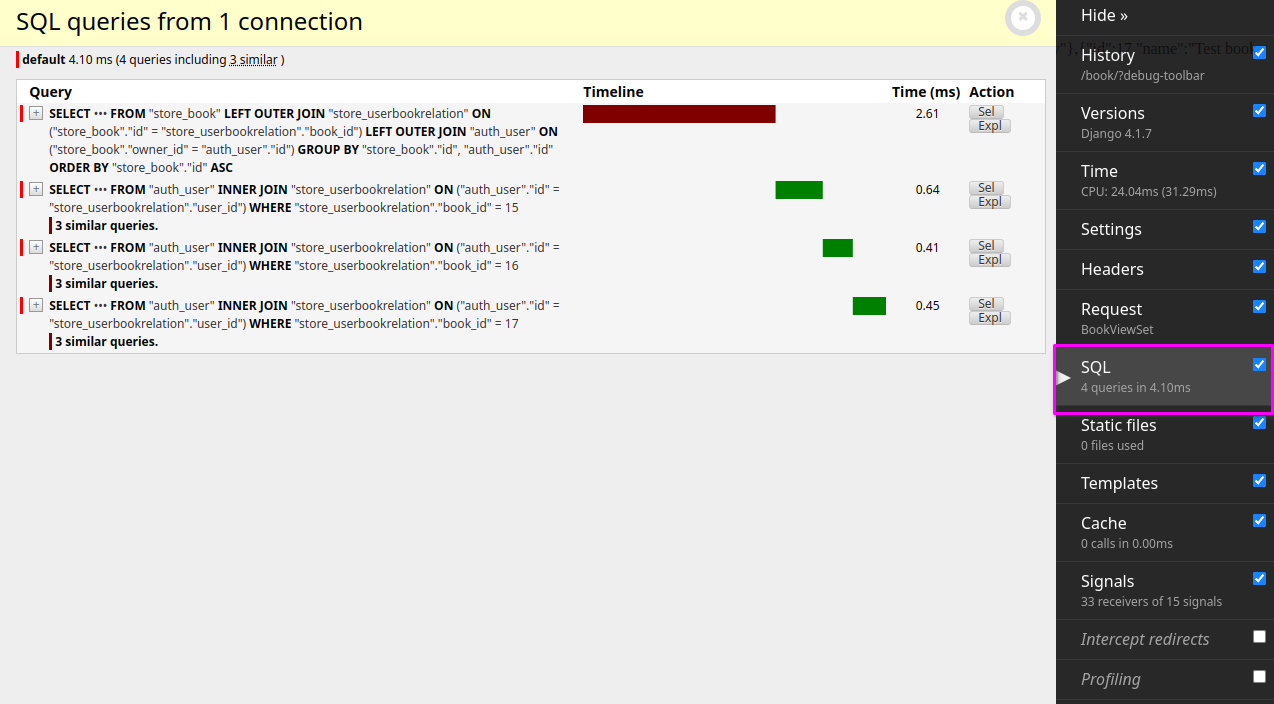 SQL queries from 1 connection
default 4.10 ms (4 queries including 3 similar )
Query Timeline Time (ms) Action
+ SELECT ••• FROM "store_book" LEFT OUTER JOIN "store_userbookrelation" ON 2.61 Sel
("store_book"."id" = "store_userbookrelation"."book_id") LEFT OUTER JOIN "auth_user" ON Expl
("store_book"."owner_id" = "auth_user"."id") GROUP BY "store_book"."id", "auth_user"."id"
ORDER BY "store_book"."id" ASC
+ SELECT ••• FROM "auth_user" INNER JOIN "store_userbookrelation" ON ("auth_user"."id" = 0.64 Sel
"store_userbookrelation"."user_id") WHERE "store_userbookrelation"."book_id" = 15 Expl
3 similar queries.
+ SELECT ••• FROM "auth_user" INNER JOIN "store_userbookrelation" ON ("auth_user"."id" = 0.41 Sel
"store_userbookrelation"."user_id") WHERE "store_userbookrelation"."book_id" = 16 Expl
3 similar queries.
+ SELECT ••• FROM "auth_user" INNER JOIN "store_userbookrelation" ON ("auth_user"."id" = 0.45 Sel
"store_userbookrelation"."user_id") WHERE "store_userbookrelation"."book_id" = 17 Expl
3 similar queries.
Hide »
History
/book/?debug-toolbar
Versions
Django 4.1.7
Time
CPU: 24.04ms (31.29ms)
Settings
Headers
Request
BookViewSet
SQL
4 queries in 4.10ms
Static files
0 files used
Templates
Cache
0 calls in 0.00ms
Signals
33 receivers of 15 signals
Intercept redirects
Profiling